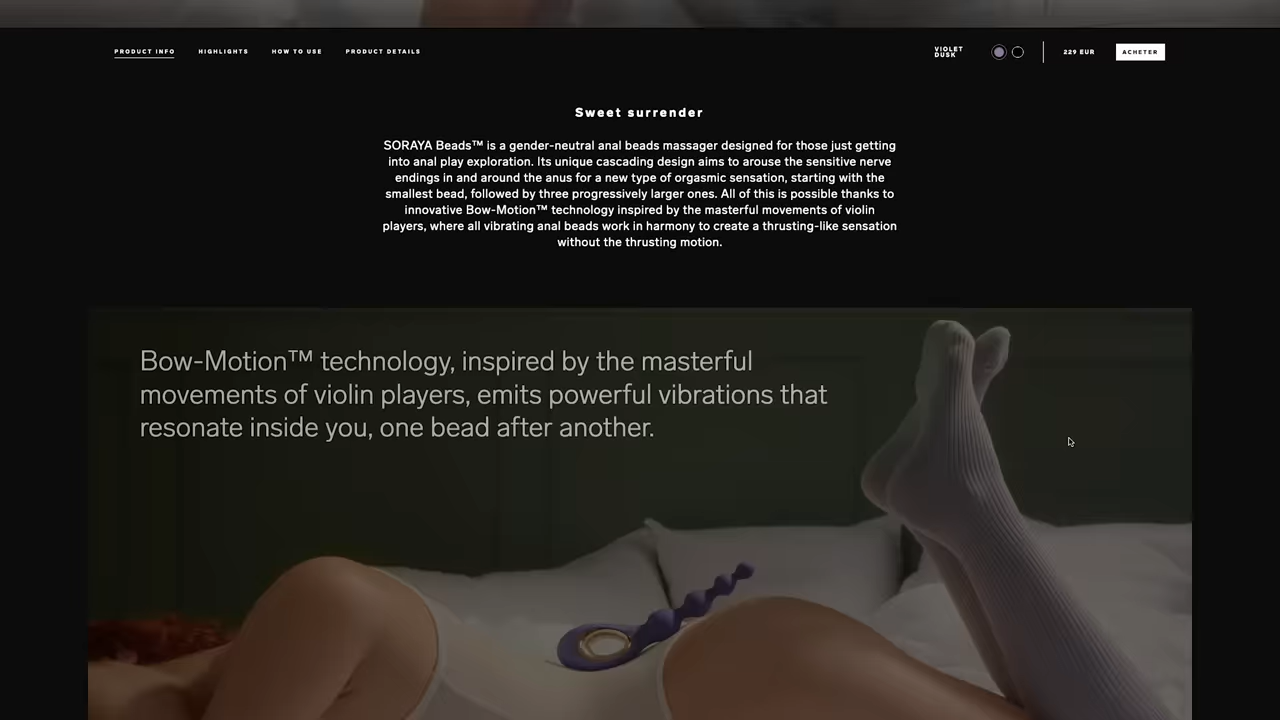 PRODUCT INFO HIGHLIGHTS HOW TO USE PRODUCT DETAILS
VIOLET
DUSK
229 EUR ACHETER
Sweet surrender
SORAYA Beads™ is a gender-neutral anal beads massager designed for those just getting
into anal play exploration. Its unique cascading design aims to arouse the sensitive nerve
endings in and around the anus for a new type of orgasmic sensation, starting with the
smallest bead, followed by three progressively larger ones. All of this is possible thanks to
innovative Bow-Motion™ technology inspired by the masterful movements of violin
players, where all vibrating anal beads work in harmony to create a thrusting-like sensation
without the thrusting motion.
Bow-Motion™ technology, inspired by the masterful
movements of violin players, emits powerful vibrations that
resonate inside you, one bead after another.